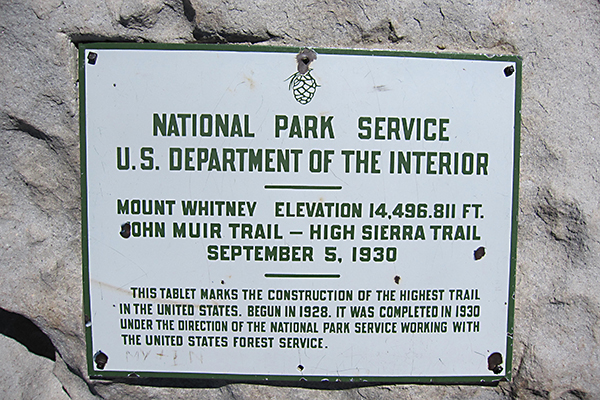 NATIONAL PARK SERVICE
U.S. DEPARTMENT OF THE INTERIOR
MOUNT WHITNEY ELEVATION 14,496.811 FT.
JOHN MUIR TRAIL — HIGH SIERRA TRAIL
SEPTEMBER 5, 1930
THIS TABLET MARKS THE CONSTRUCTION OF THE HIGHEST TRAIL
IN THE UNITED STATES. BEGUN IN 1928. IT WAS COMPLETED IN 1930
UNDER THE DIRECTION OF THE NATIONAL PARK SERVICE WORKING WITH
THE UNITED STATES FOREST SERVICE.